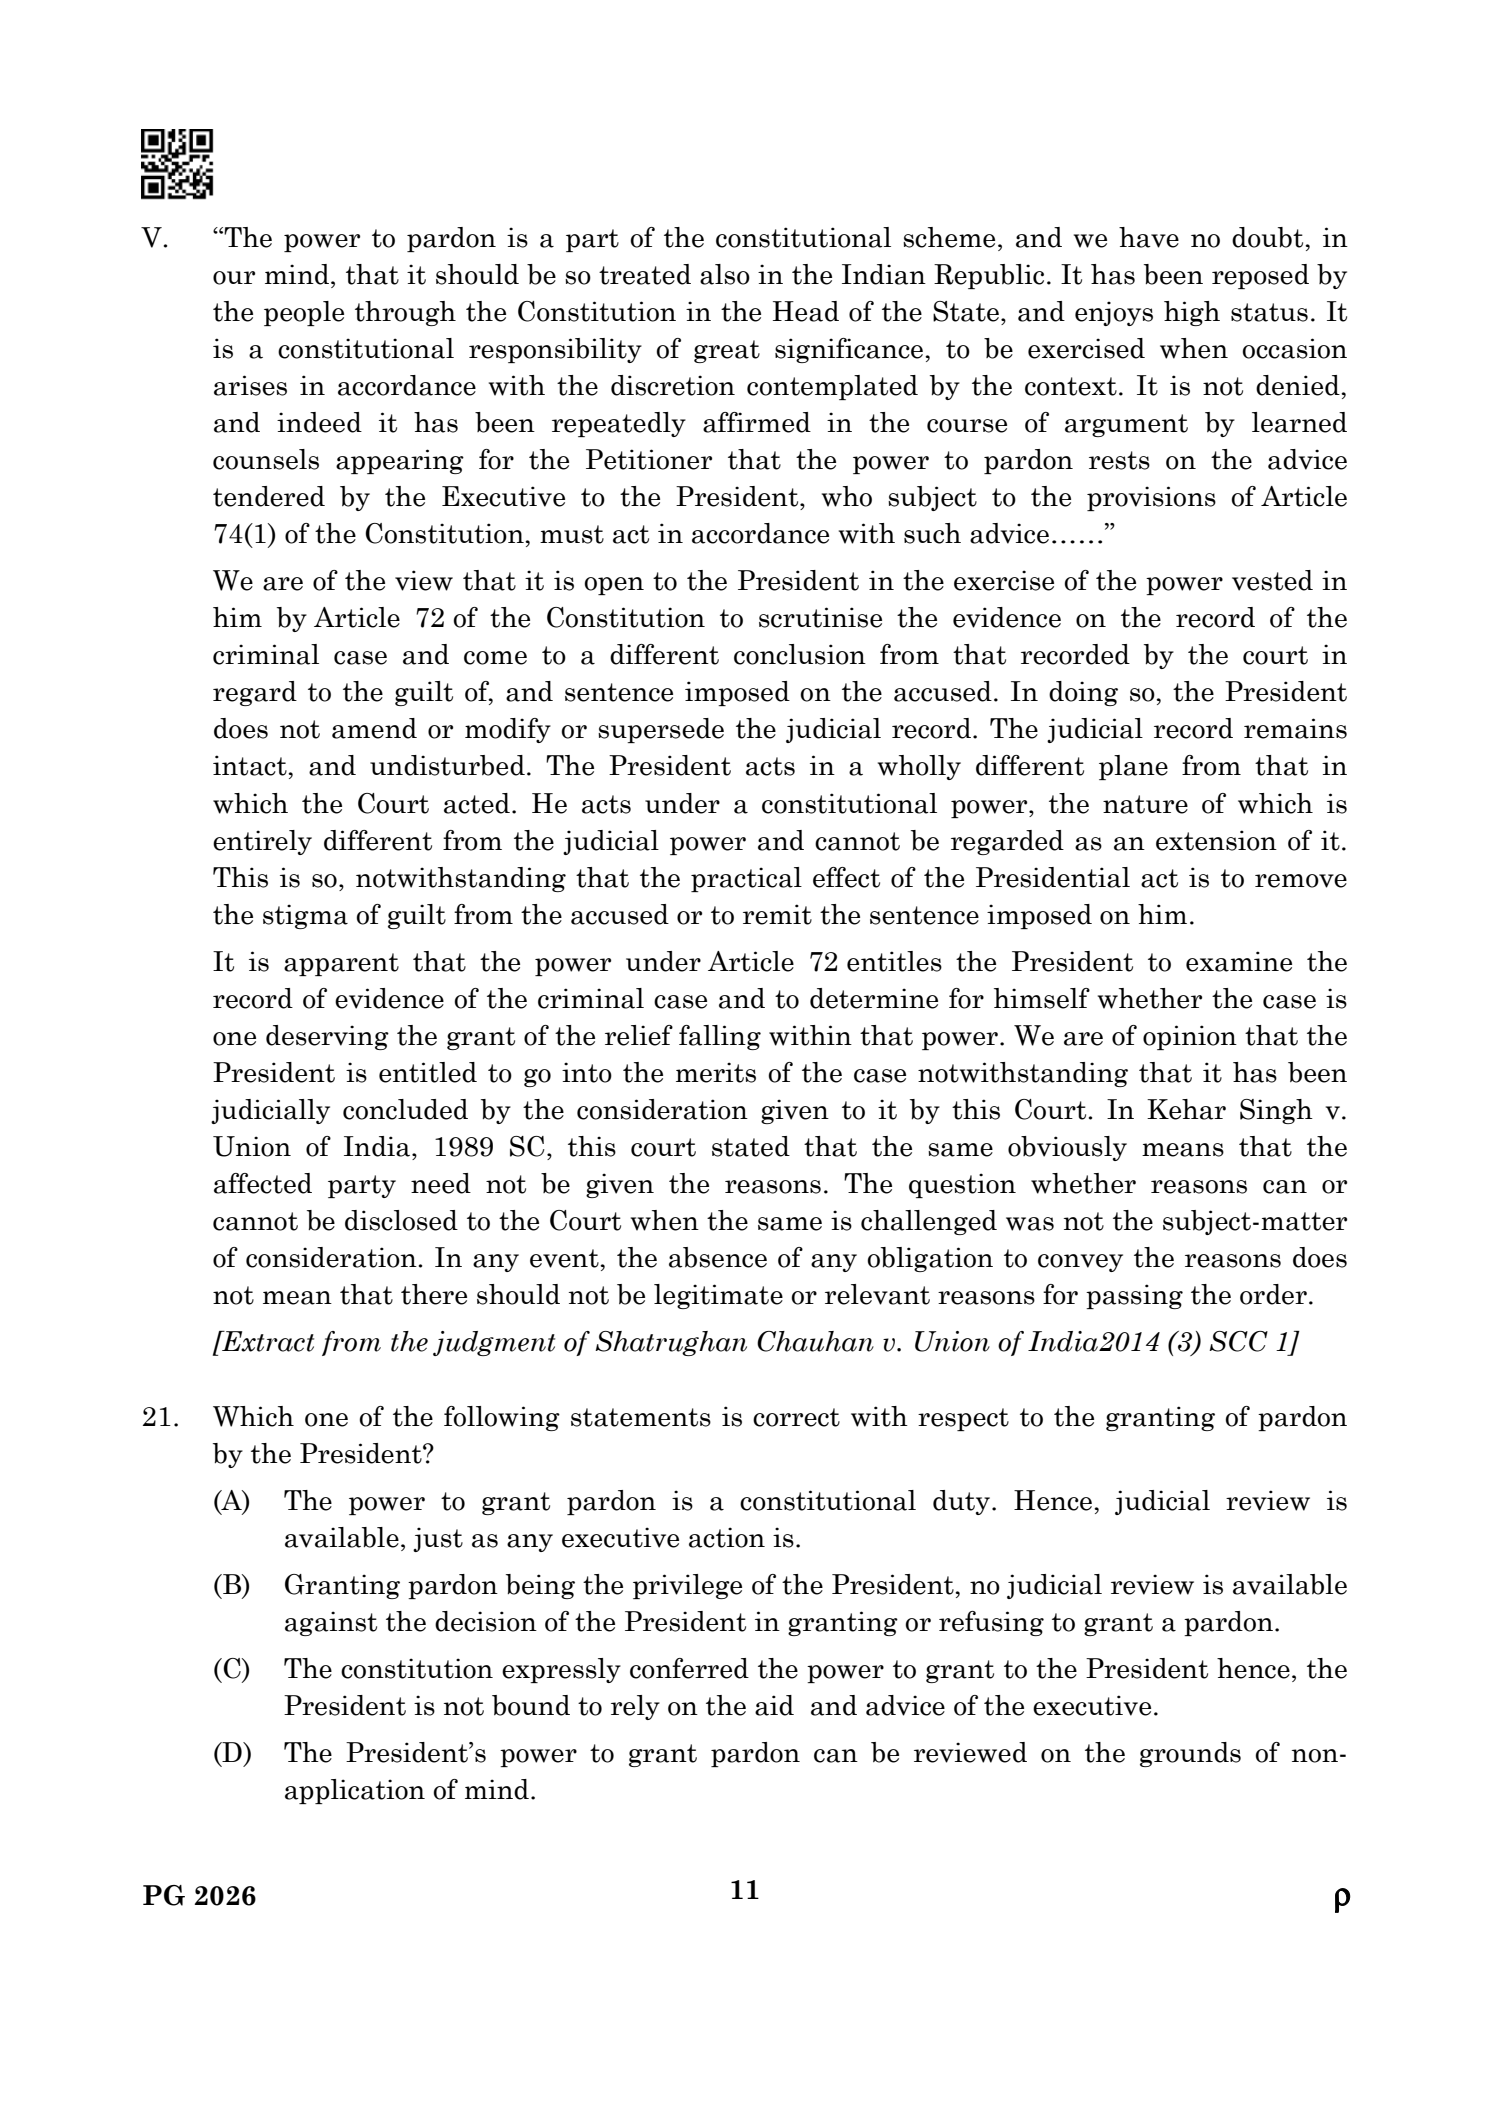 V. “The power to pardon is a part of the constitutional scheme, and we have no doubt, in
our mind, that it should be so treated also in the Indian Republic. It has been reposed by
the people through the Constitution in the Head of the State, and enjoys high status. It
is a constitutional responsibility of great significance, to be exercised when occasion
arises in accordance with the discretion contemplated by the context. It is not denied,
and indeed it has been repeatedly affirmed in the course of argument by learned
counsels appearing for the Petitioner that the power to pardon rests on the advice
tendered by the Executive to the President, who subject to the provisions of Article
74(1) of the Constitution, must act in accordance with such advice……”
We are of the view that it is open to the President in the exercise of the power vested in
him by Article 72 of the Constitution to scrutinise the evidence on the record of the
criminal case and come to a different conclusion from that recorded by the court in
regard to the guilt of, and sentence imposed on the accused. In doing so, the President
does not amend or modify or supersede the judicial record. The judicial record remains
intact, and undisturbed. The President acts in a wholly different plane from that in
which the Court acted. He acts under a constitutional power, the nature of which is
entirely different from the judicial power and cannot be regarded as an extension of it.
This is so, notwithstanding that the practical effect of the Presidential act is to remove
the stigma of guilt from the accused or to remit the sentence imposed on him.
It is apparent that the power under Article 72 entitles the President to examine the
record of evidence of the criminal case and to determine for himself whether the case is
one deserving the grant of the relief falling within that power. We are of opinion that the
President is entitled to go into the merits of the case notwithstanding that it has been
judicially concluded by the consideration given to it by this Court. In Kehar Singh v.
Union of India, 1989 SC, this court stated that the same obviously means that the
affected party need not be given the reasons. The question whether reasons can or
cannot be disclosed to the Court when the same is challenged was not the subject-matter
of consideration. In any event, the absence of any obligation to convey the reasons does
not mean that there should not be legitimate or relevant reasons for passing the order.
[Extract from the judgment of Shatrughan Chauhan v. Union of India2014 (3) SCC 1]
21. Which one of the following statements is correct with respect to the granting of pardon
by the President?
(A) The power to grant pardon is a constitutional duty. Hence, judicial review is
available, just as any executive action is.
(B) Granting pardon being the privilege of the President, no judicial review is available
against the decision of the President in granting or refusing to grant a pardon.
(C) The constitution expressly conferred the power to grant to the President hence, the
President is not bound to rely on the aid and advice of the executive.
(D) The President’s power to grant pardon can be reviewed on the grounds of non-
application of mind.
PG 2026 11 ρ